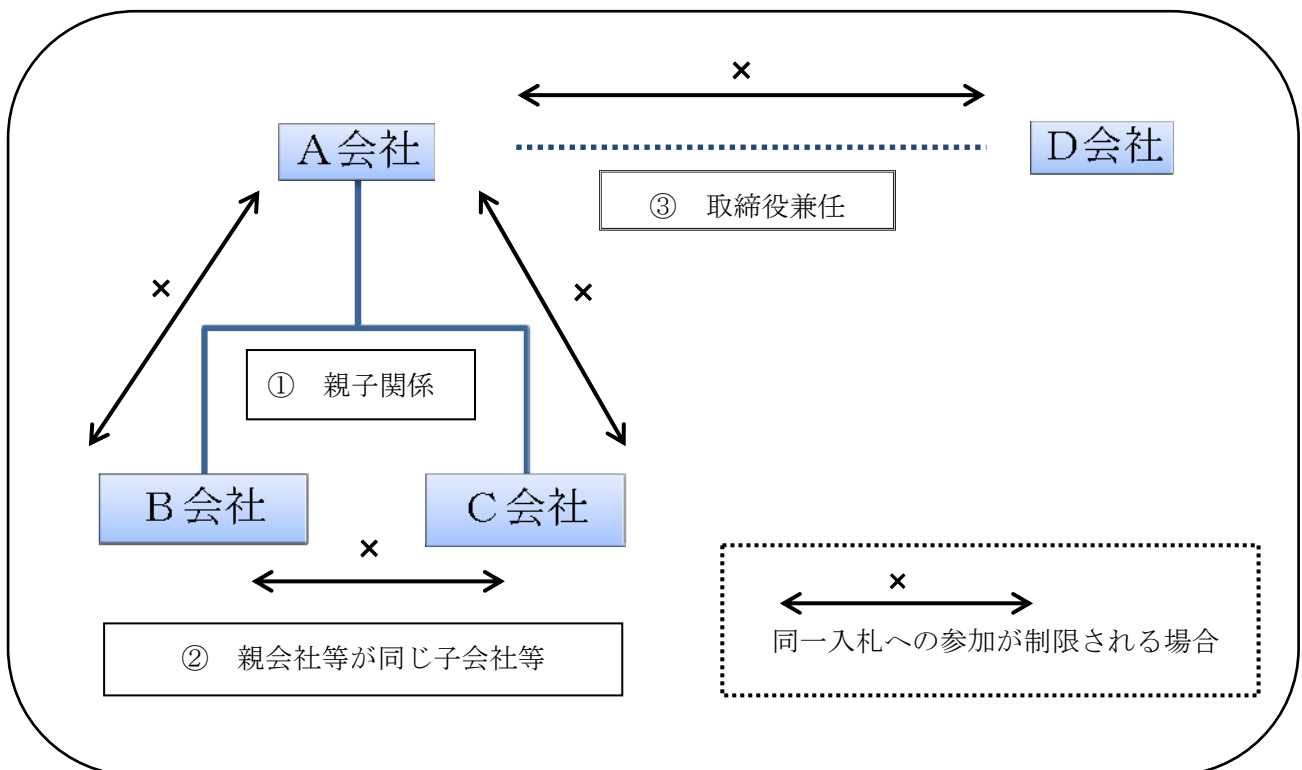 ×
A会社
D会社
③ 取締役兼任
×
×
① 親子関係
B会社
C会社
×
② 親会社等が同じ子会社等
×
同一入札への参加が制限される場合